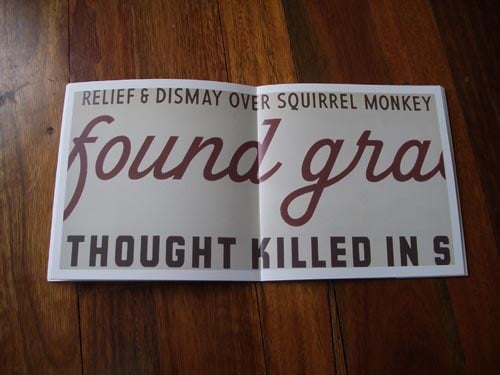 RELIEF & DISMAY OVER SQUIRREL MONKEY
found gra
THOUGHT KILLED IN S